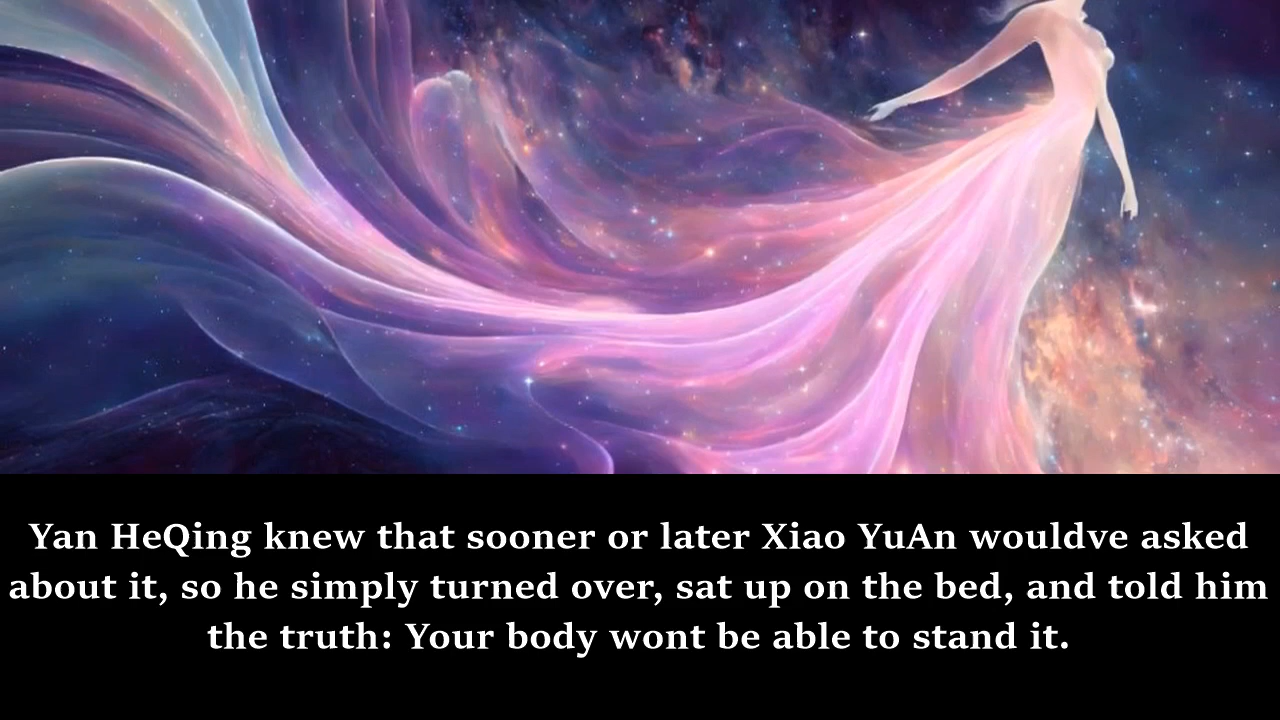 Yan HeQing knew that sooner or later Xiao YuAn wouldve asked
about it, so he simply turned over, sat up on the bed, and told him
the truth: Your body wont be able to stand it.